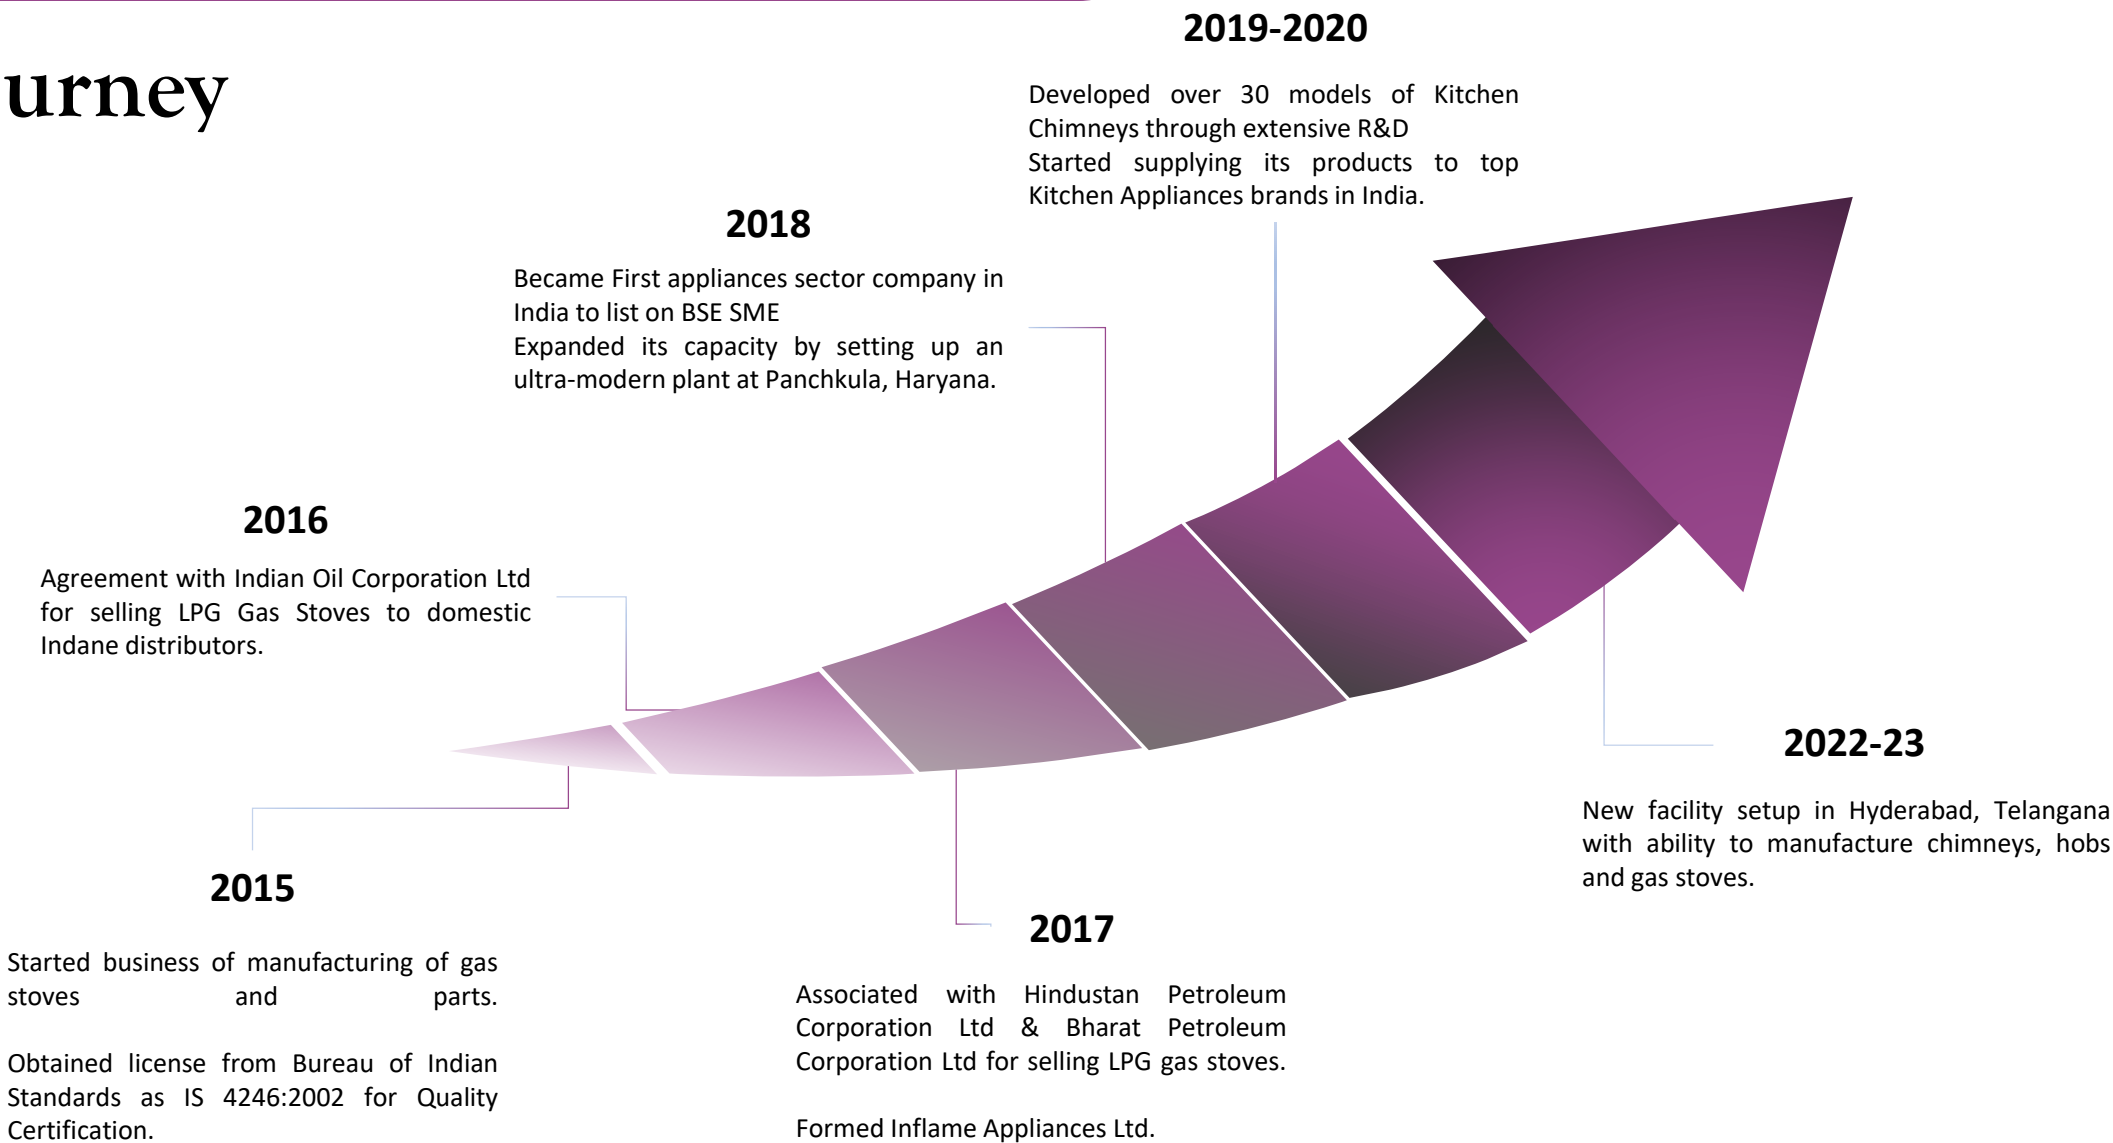 urney
2015
Started business of manufacturing of gas
stoves and parts.
Obtained license from Bureau of Indian
Standards as IS 4246:2002 for Quality
Certification.
2016
Agreement with Indian Oil Corporation Ltd
for selling LPG Gas Stoves to domestic
Indane distributors.
2017
Associated with Hindustan Petroleum
Corporation Ltd & Bharat Petroleum
Corporation Ltd for selling LPG gas stoves.
Formed Inflame Appliances Ltd.
2018
Became First appliances sector company in
India to list on BSE SME
Expanded its capacity by setting up an
ultra-modern plant at Panchkula, Haryana.
2019-2020
Developed over 30 models of Kitchen
Chimneys through extensive R&D
Started supplying its products to top
Kitchen Appliances brands in India.
2022-23
New facility setup in Hyderabad, Telangana
with ability to manufacture chimneys, hobs
and gas stoves.